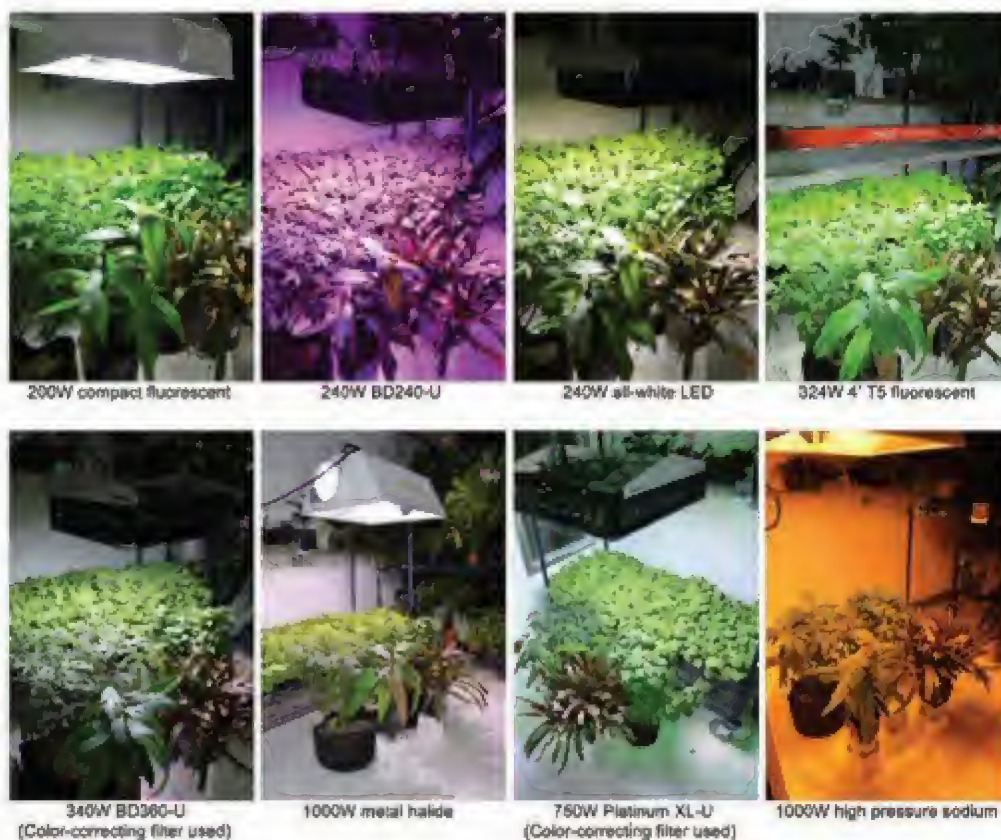 200W compact fluorescent
240W BD240-U
240W all-white LED
324W 4' T5 fluorescent
340W BD360-U
(Color-correcting filter used)
1000W metal halide
750W Platinum XL-U
(Color-correcting filter used)
1000W high pressure sodium